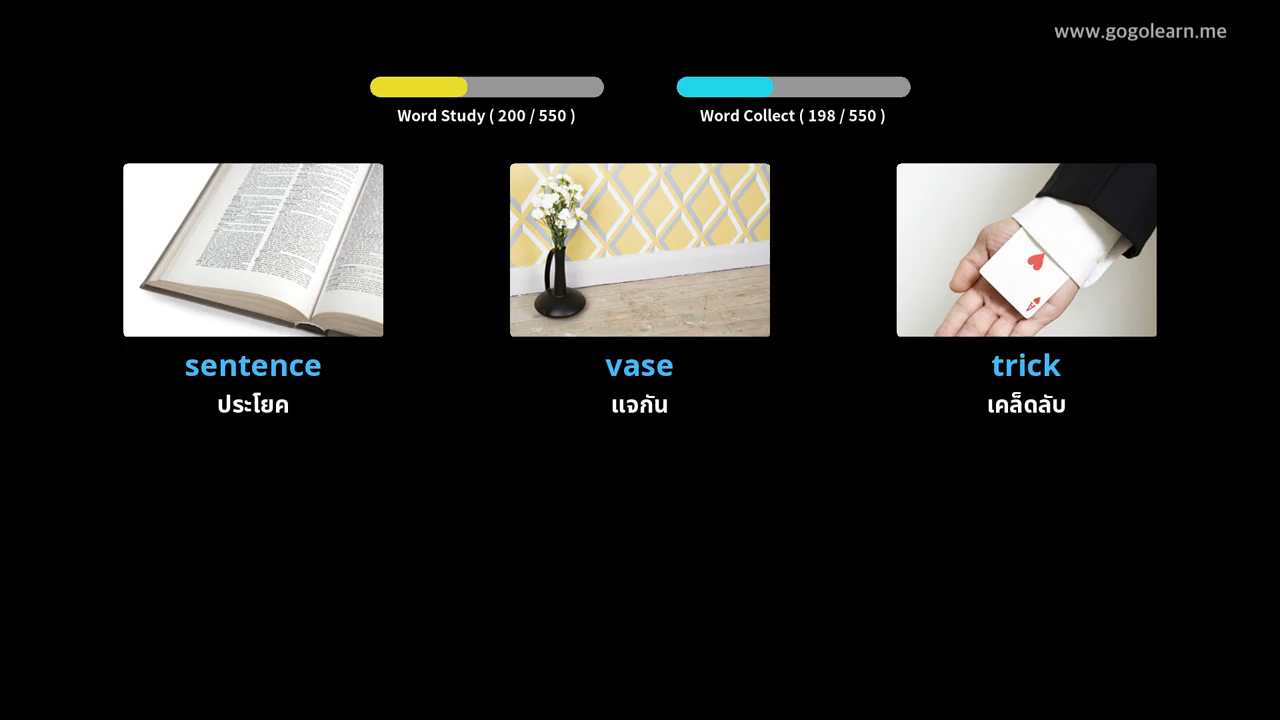 www.gogolearn.me
Word Study ( 200 / 550 )
Word Collect ( 198 / 550 )
sentence
ประโยค
vase
แจกัน
trick
เคล็ดลับ